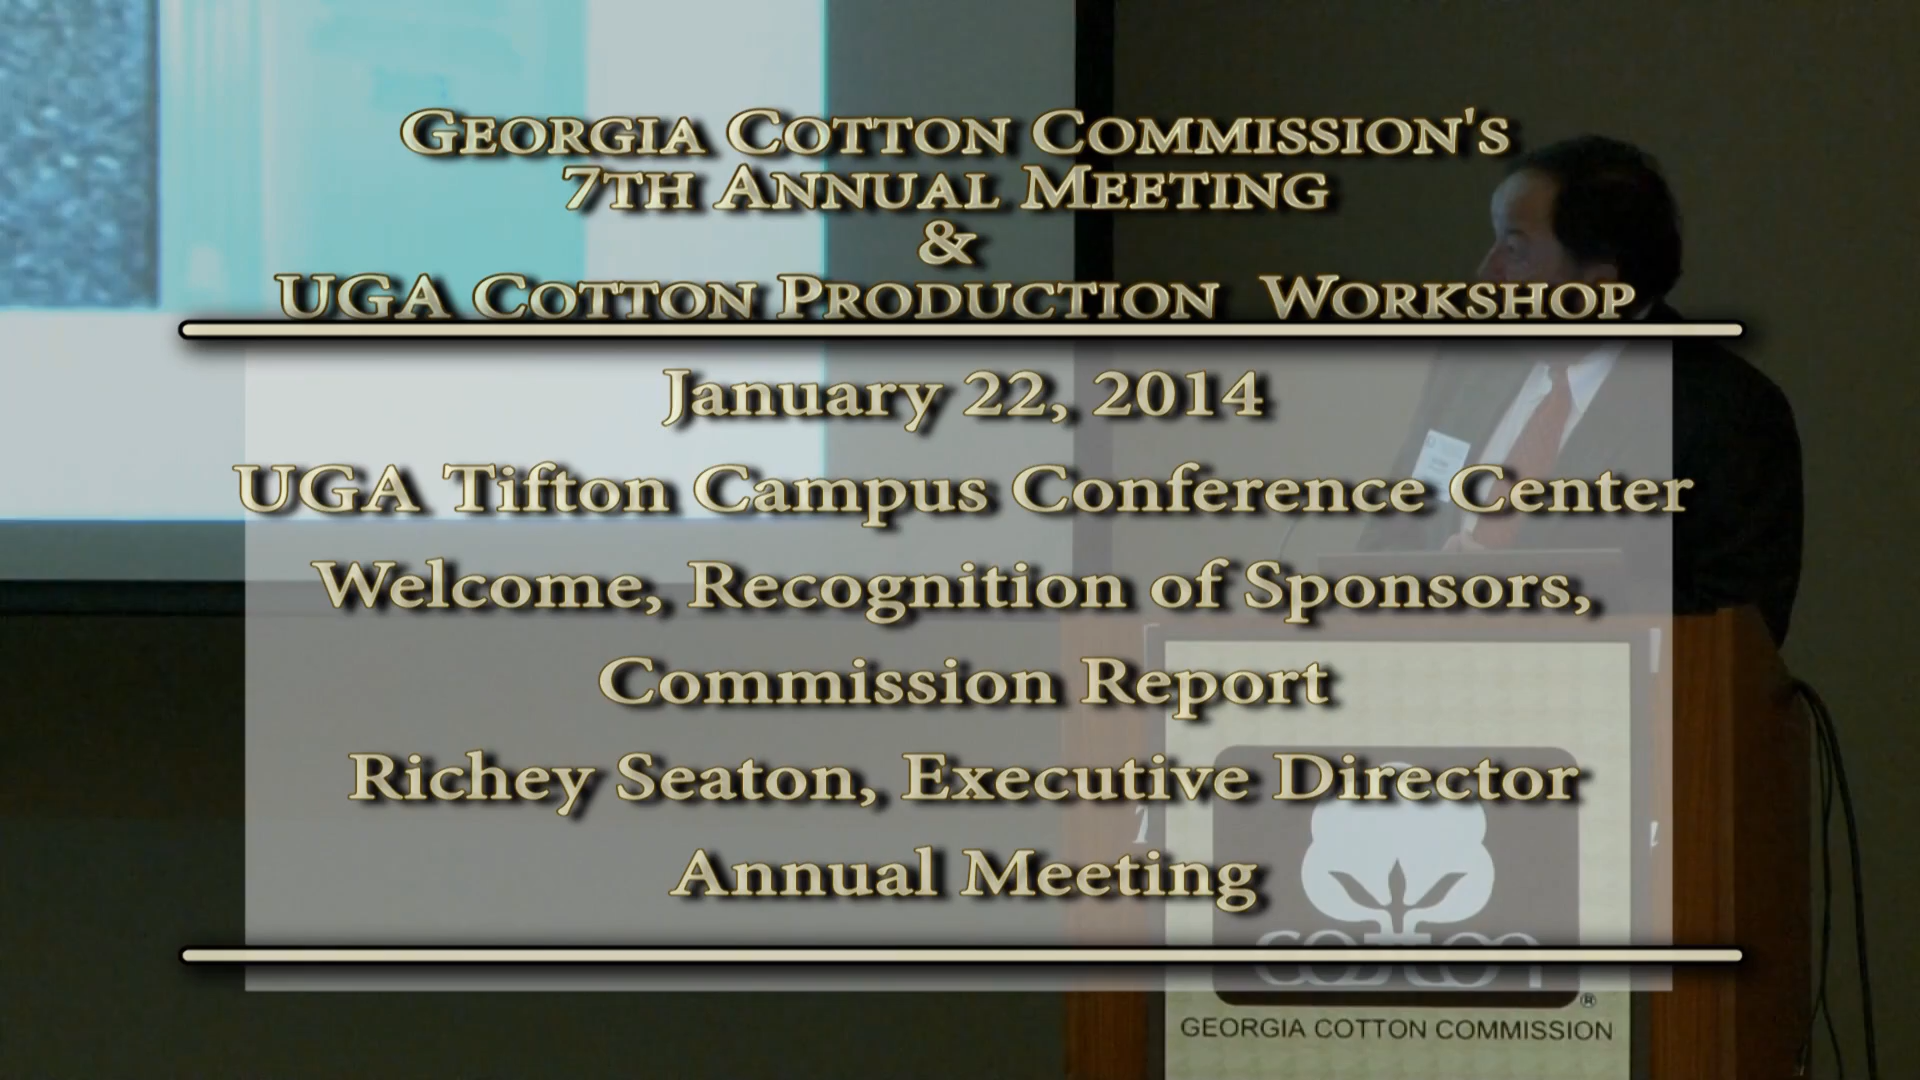 Georgia Cotton Commission's
7th Annual Meeting
&
UGA Cotton Production Workshop
January 22, 2014
UGA Tifton Campus Conference Center
Welcome, Recognition of Sponsors,
Commission Report
Richey Seaton, Executive Director
Annual Meeting
cotton
®
GEORGIA COTTON COMMISSION